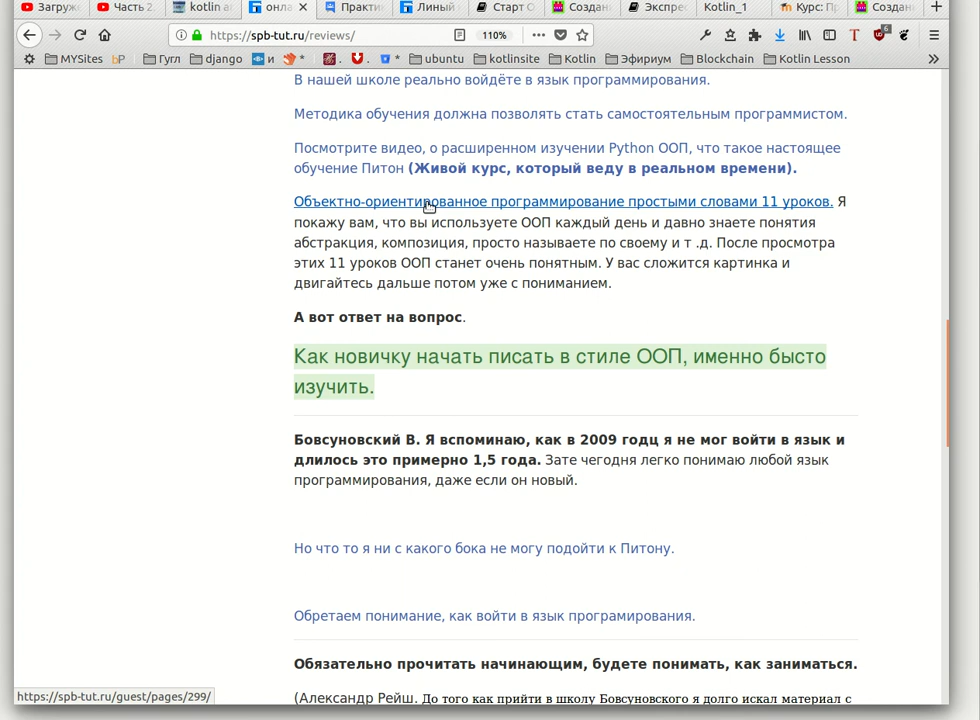 Загруже
Часть 2.
kotlin a
онла
Практи
Линый
Старт О
Создан
Экспрес
Kotlin_1
Курс: Пр
Создан
https://spb-tut.ru/reviews/
110%
6
MYSites
bP
Гугл
django
и
ubuntu
kotlinsite
Kotlin
Эфириум
Blockchain
Kotlin Lesson
В нашей школе реально войдёте в язык программирования.
Методика обучения должна позволять стать самостоятельным программистом.
Посмотрите видео, о расширенном изучении Python ООП, что такое настоящее
обучение Питон (Живой курс, который веду в реальном времени).
Объектно-ориентированное программирование простыми словами 11 уроков. Я
покажу вам, что вы используете ООП каждый день и давно знаете понятия
абстракция, композиция, просто называете по своему и т .д. После просмотра
этих 11 уроков ООП станет очень понятным. У вас сложится картинка и
двигайтесь дальше потом уже с пониманием.
А вот ответ на вопрос.
Как новичку начать писать в стиле ООП, именно бысто
изучить.
Бовсуновский В. Я вспоминаю, как в 2009 годц я не мог войти в язык и
длилось это примерно 1,5 года. Зате чегодня легко понимаю любой язык
программирования, даже если он новый.
Но что то я ни с какого бока не могу подойти к Питону.
Обретаем понимание, как войти в язык програмирования.
Обязательно прочитать начинающим, будете понимать, как заниматься.
(Александр Рейш. До того как прийти в школу Бовсуновского я долго искал материал с
https://spb-tut.ru/guest/pages/299/